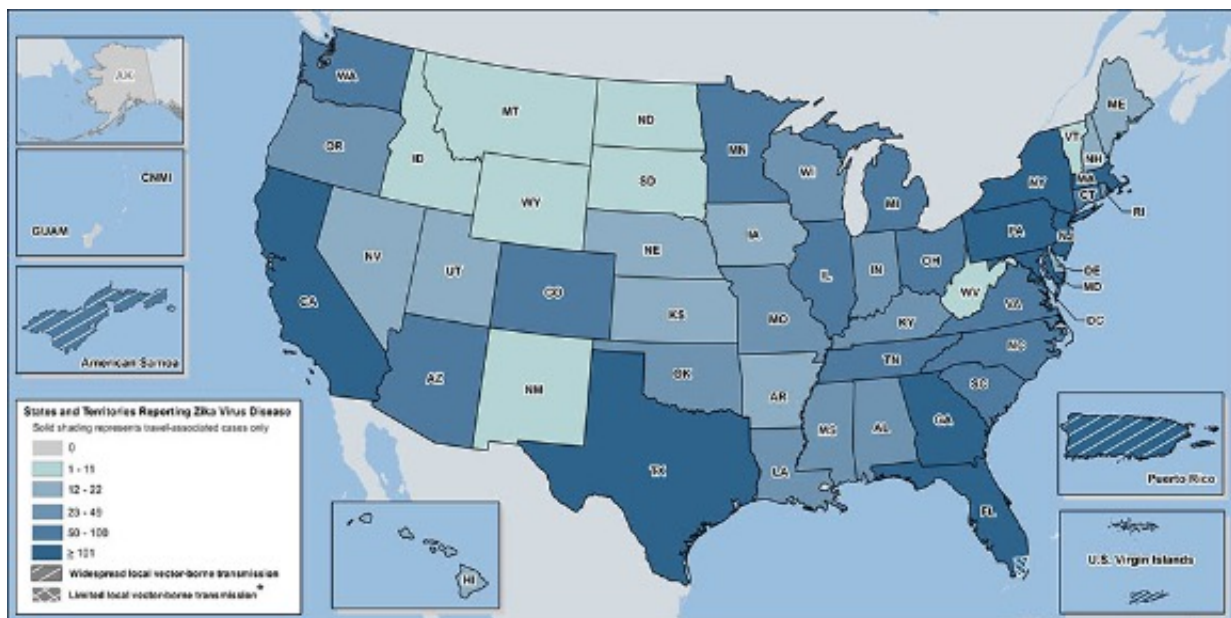 AK
CNMI
GUAM
American Samoa
WA
OR
CA
ID
NV
MT
WY
UT
AZ
CO
NM
ND
SD
NE
KS
OK
TX
MN
IA
MO
AR
LA
WI
IL
MI
IN
OH
KY
TN
MS
AL
GA
FL
SC
NC
VA
WV
PA
NY
VT
NH
ME
MA
CT
RI
NJ
DE
MD
DC
HI
Puerto Rico
U.S. Virgin Islands
States and Territories Reporting Zika Virus Disease
Solid shading represents travel-associated cases only
0
1 - 11
12 - 22
23 - 49
50 - 100
≥ 101
Widespread local vector-borne transmission
Limited local vector-borne transmission*